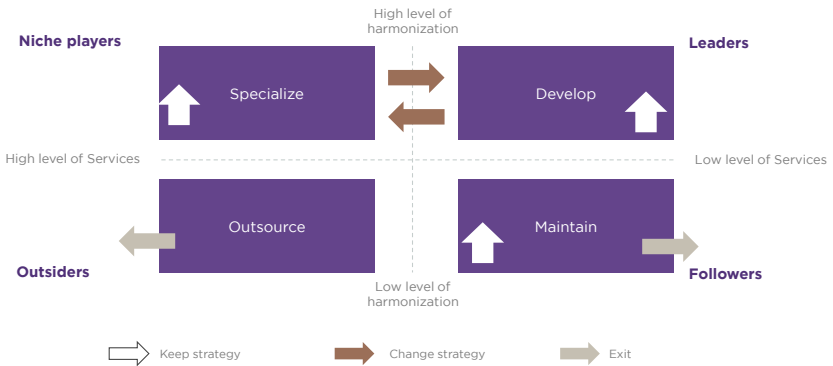 High level of
harmonization
Niche players
Leaders
Specialize
Develop
High level of Services
Low level of Services
Outsource
Maintain
Outsiders
Followers
Low level of
harmonization
Keep strategy
Change strategy
Exit